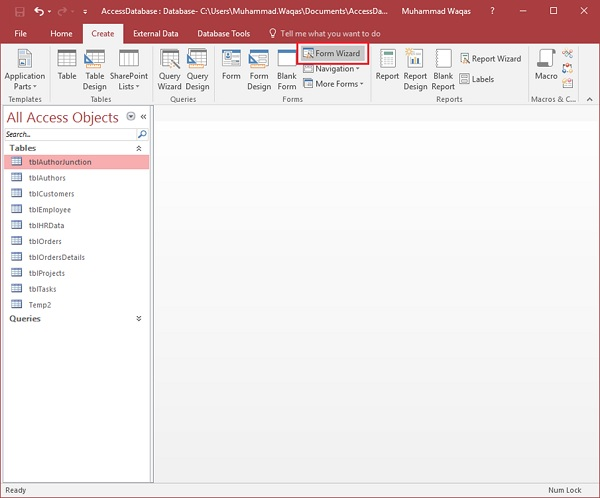 AccessDatabase : Database- C:\Users\Muhammad.Waqas\Documents\AccessDa... Muhammad Waqas ?
File Home Create External Data Database Tools Tell me what you want to do
Application Parts
Table
Table Design
SharePoint Lists
Query Wizard
Query Design
Form
Form Design
Blank Form
Form Wizard
Navigation
More Forms
Report
Report Design
Blank Report
Report Wizard
Labels
Macro
Templates Tables Queries Forms Reports Macros & C...
All Access Objects
Search...
Tables
tblAuthorJunction
tblAuthors
tblCustomers
tblEmployee
tblHRData
tblOrders
tblOrdersDetails
tblProjects
tblTasks
Temp2
Queries
Ready Num Lock